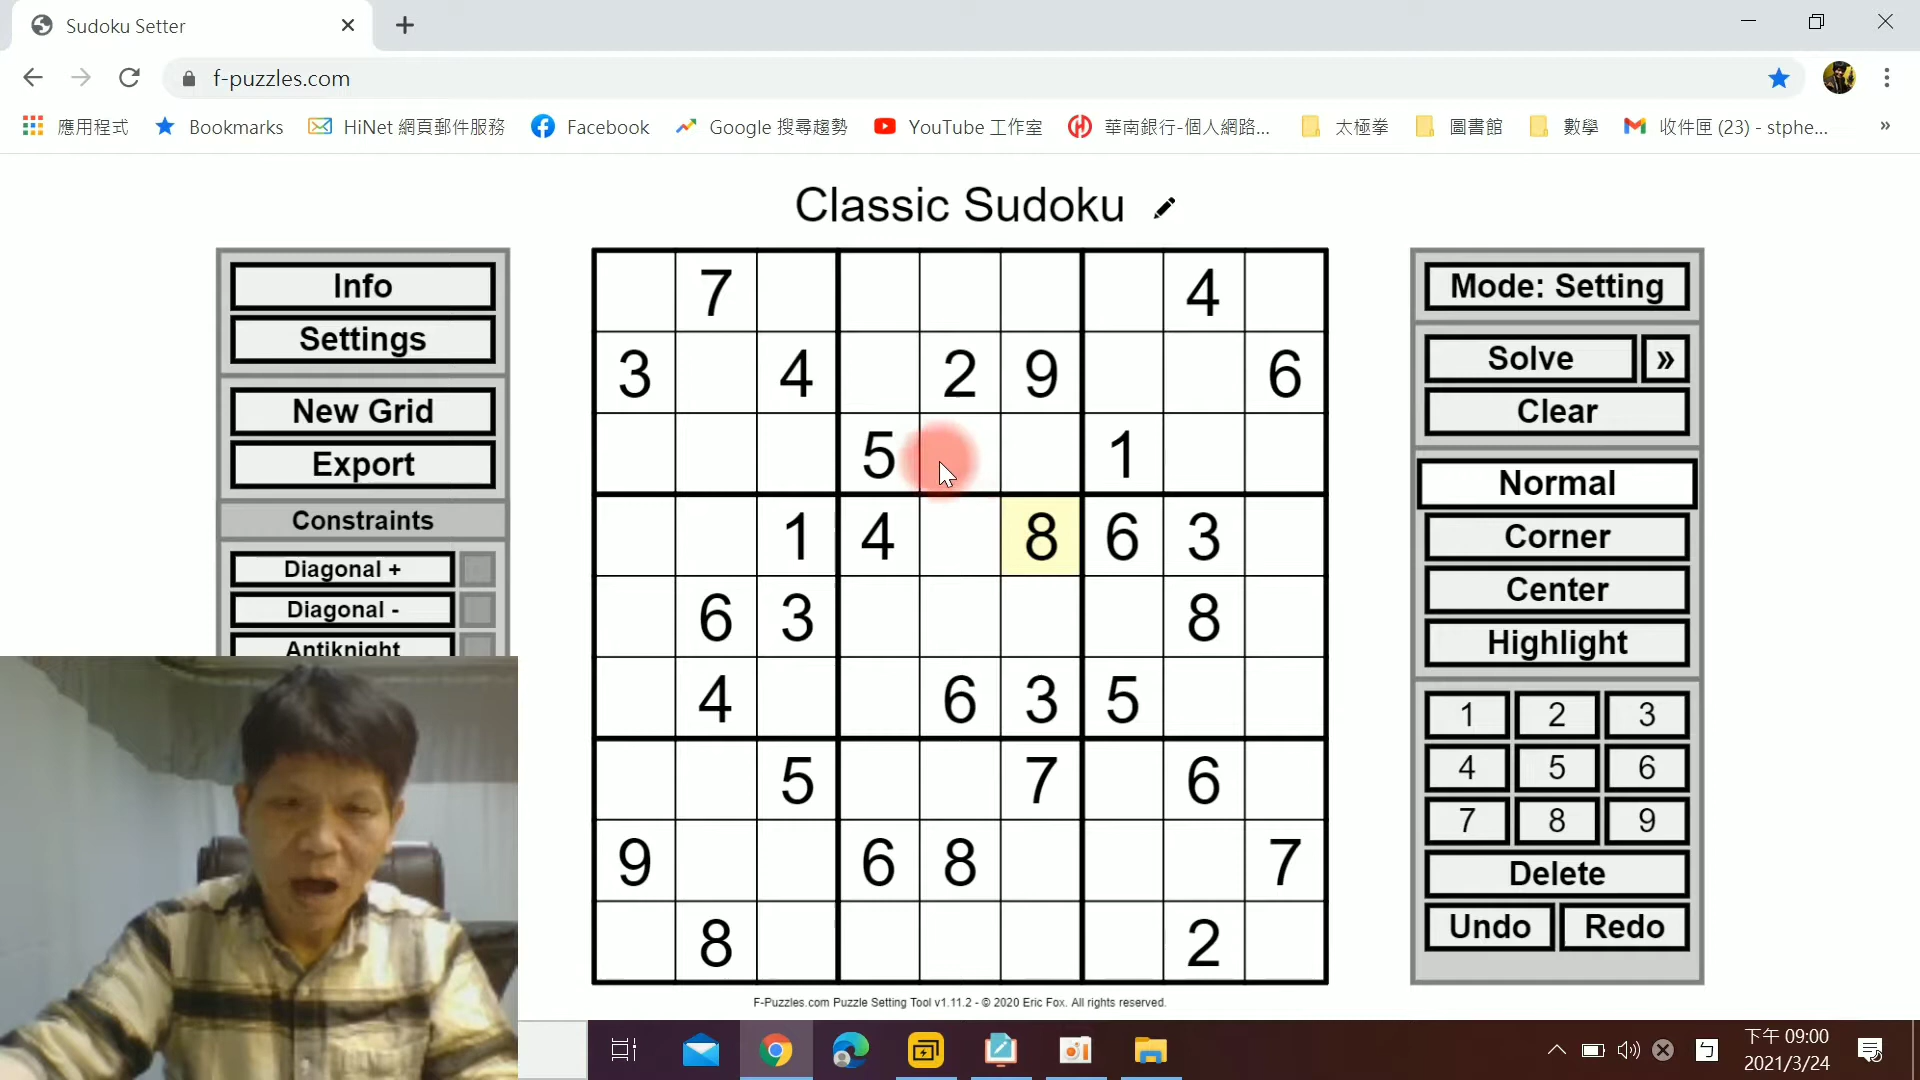 Sudoku Setter
f-puzzles.com
應用程式 Bookmarks HiNet 網頁郵件服務 Facebook Google 搜尋趨勢 YouTube 工作室 華南銀行-個人網路... 太極拳 圖書館 數學 收件匣 (23) - stphe... »
Classic Sudoku
Info
Settings
New Grid
Export
Constraints
Diagonal +
Diagonal -
Antiknight
7 4
3 4 2 9 6
5 1
1 4 8 6 3
6 3 8
4 6 3 5
5 7 6
9 6 8 7
8 2
F-Puzzles.com Puzzle Setting Tool v1.11.2 - © 2020 Eric Fox. All rights reserved.
Mode: Setting
Solve »
Clear
Normal
Corner
Center
Highlight
1 2 3
4 5 6
7 8 9
Delete
Undo Redo
ㄅ
下午 09:00
2021/3/24